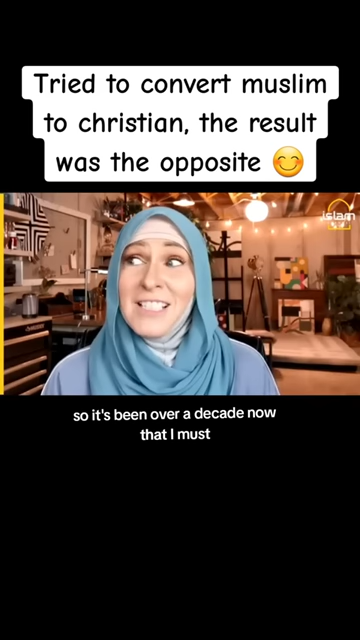 Tried to convert muslim
to christian, the result
was the opposite 😊
islam
so it's been over a decade now
that I must